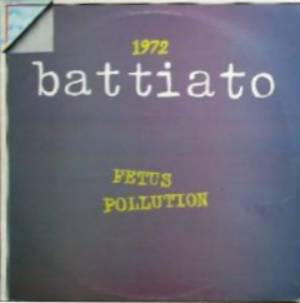 1972
battiato
FETUS
POLLUTION